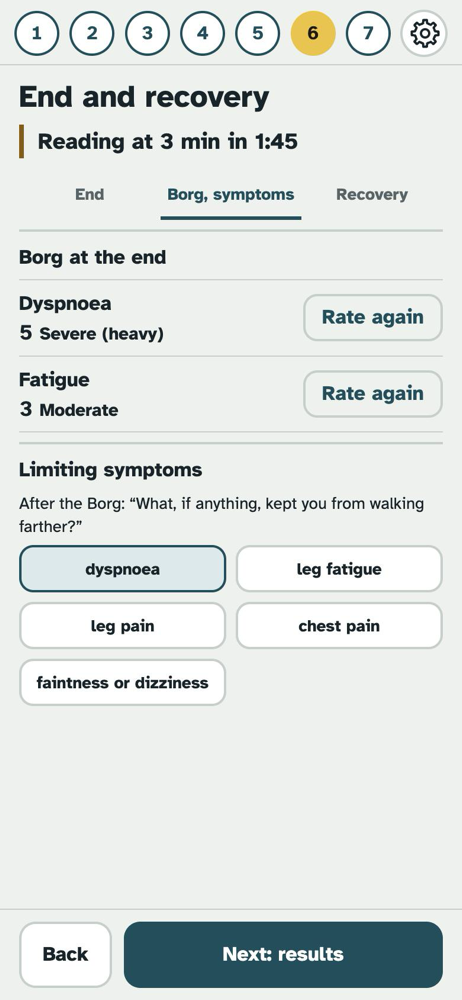 1 2 3 4 5 6 7
End and recovery
Reading at 3 min in 1:45
End Borg, symptoms Recovery
Borg at the end
Dyspnoea
5 Severe (heavy)
Rate again
Fatigue
3 Moderate
Rate again
Limiting symptoms
After the Borg: “What, if anything, kept you from walking
farther?”
dyspnoea leg fatigue
leg pain chest pain
faintness or dizziness
Back Next: results